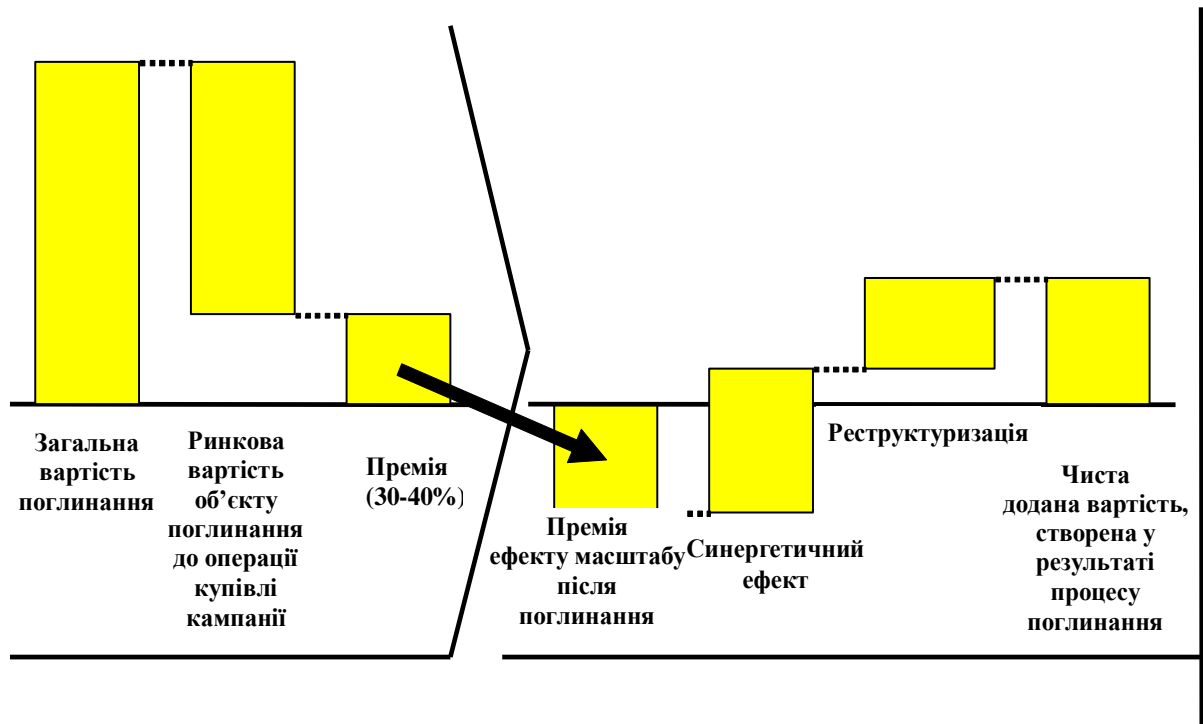 Загальна
вартість
поглинання
Ринкова
вартість
об’єкту
поглинання
до операції
купівлі
кампанії
Премія
(30-40%)
Премія
ефекту масштабу
після
поглинання
Синергетичний
ефект
Реструктуризація
Чиста
додана вартість,
створена у
результаті
процесу
поглинання